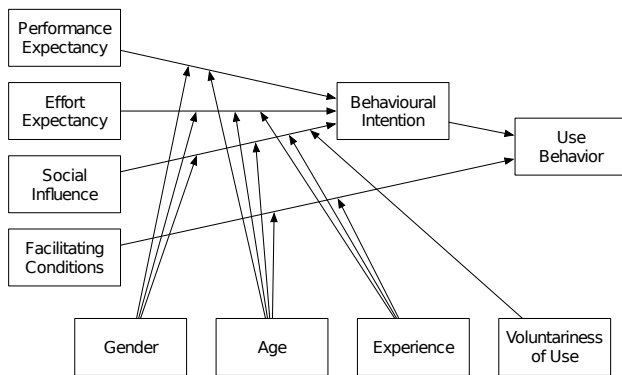 Performance
Expectancy
Effort
Expectancy
Social
Influence
Facilitating
Conditions
Behavioural
Intention
Use
Behavior
Gender
Age
Experience
Voluntariness
of Use